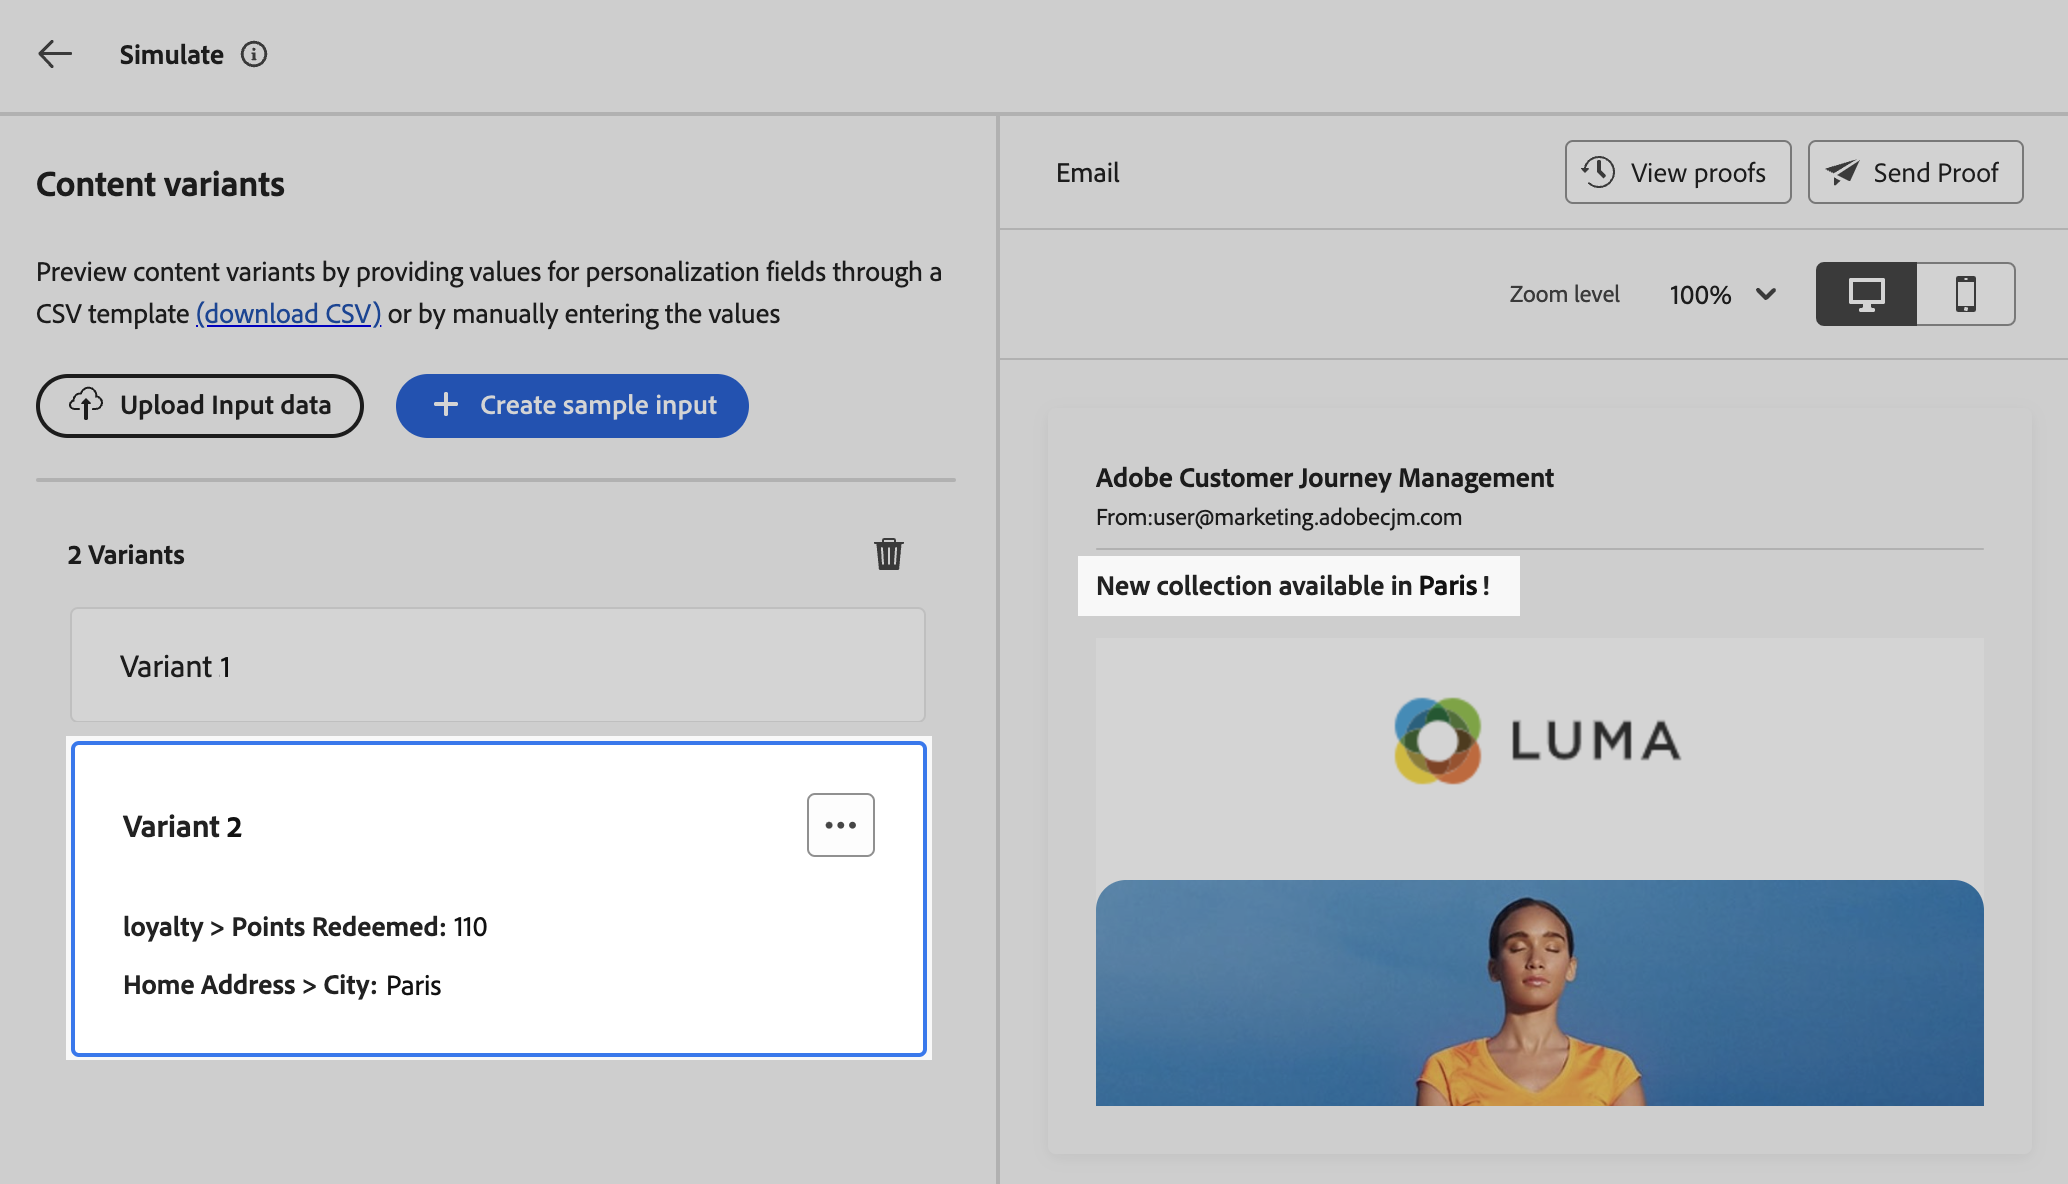 Simulate
Content variants
Preview content variants by providing values for personalization fields through a
CSV template (download CSV) or by manually entering the values
Upload Input data
+ Create sample input
2 Variants
Variant 1
Variant 2
...
loyalty > Points Redeemed: 110
Home Address > City: Paris
Email
View proofs
Send Proof
Zoom level
100%
Adobe Customer Journey Management
From:user@marketing.adobecjm.com
New collection available in Paris !
LUMA